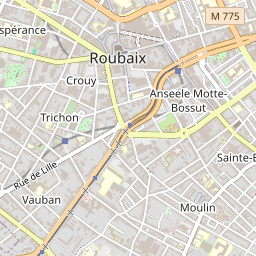 M 775
spérance
Roubaix
Crouy
Anseele Motte-
Bossut
Trichon
Sainte-
Rue de Lille
Vauban
Moulin